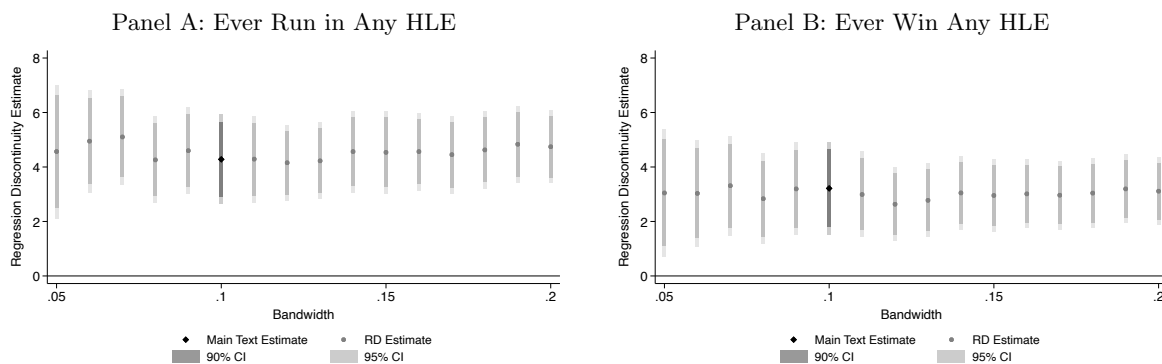 Panel A: Ever Run in Any HLE
Regression Discontinuity Estimate
8
6
4
2
0
.05
.1
.15
.2
Bandwidth
Main Text Estimate
RD Estimate
90% CI
95% CI
Panel B: Ever Win Any HLE
Regression Discontinuity Estimate
8
6
4
2
0
.05
.1
.15
.2
Bandwidth
Main Text Estimate
RD Estimate
90% CI
95% CI